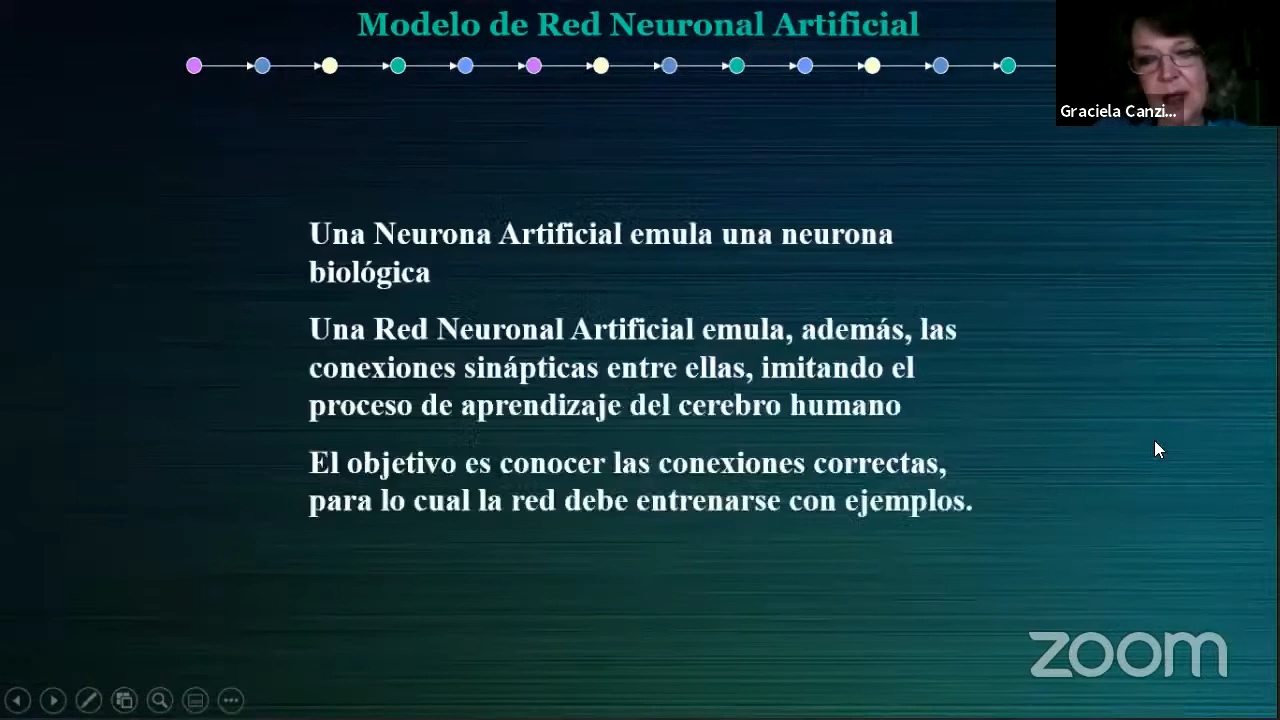 Modelo de Red Neuronal Artificial
Graciela Canzi...
Una Neurona Artificial emula una neurona
biológica
Una Red Neuronal Artificial emula, además, las
conexiones sinápticas entre ellas, imitando el
proceso de aprendizaje del cerebro humano
El objetivo es conocer las conexiones correctas,
para lo cual la red debe entrenarse con ejemplos.
zoom